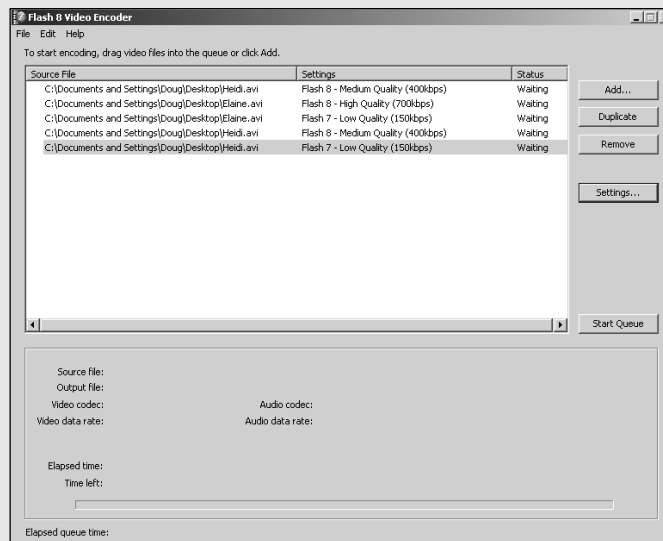 Flash 8 Video Encoder
File Edit Help
To start encoding, drag video files into the queue or click Add.
Source File Settings Status
C:\Documents and Settings\Doug\Desktop\Heidi.avi Flash 8 - Medium Quality (400kbps) Waiting
C:\Documents and Settings\Doug\Desktop\Elaine.avi Flash 8 - High Quality (700kbps) Waiting
C:\Documents and Settings\Doug\Desktop\Elaine.avi Flash 7 - Low Quality (150kbps) Waiting
C:\Documents and Settings\Doug\Desktop\Heidi.avi Flash 8 - Medium Quality (400kbps) Waiting
C:\Documents and Settings\Doug\Desktop\Heidi.avi Flash 7 - Low Quality (150kbps) Waiting
Add...
Duplicate
Remove
Settings...
Start Queue
Source file:
Output file:
Video codec: Audio codec:
Video data rate: Audio data rate:
Elapsed time:
Time left:
Elapsed queue time: